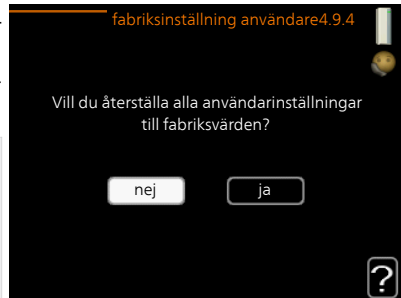 fabriksinställning användare4.9.4
Vill du återställa alla användarinställningar
till fabriksvärden?
nej
ja
?